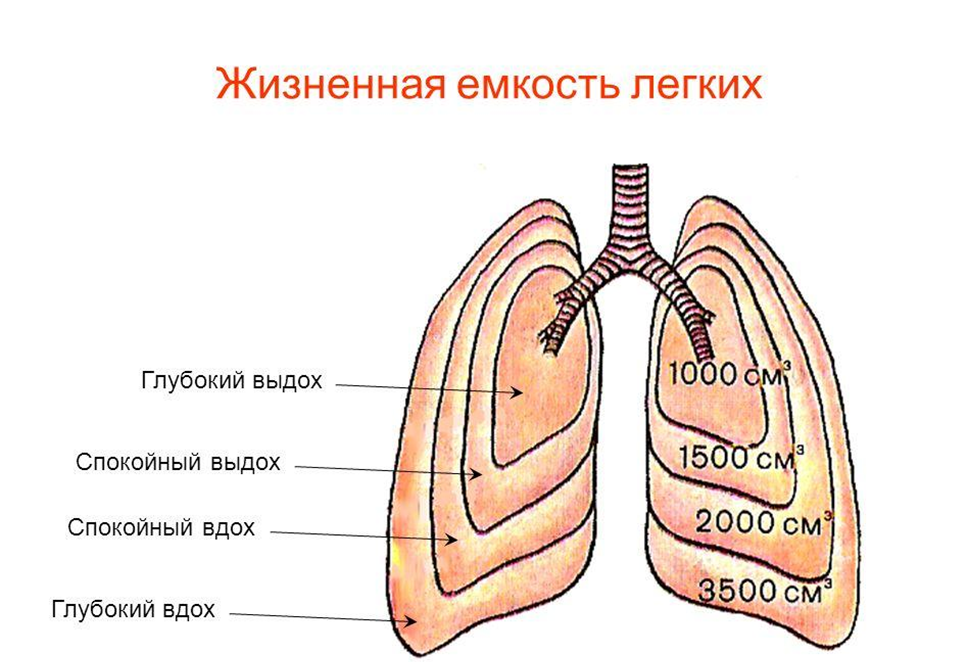 Жизненная емкость легких
Глубокий выдох
1000 см³
Спокойный выдох
1500 см³
Спокойный вдох
2000 см³
Глубокий вдох
3500 см³